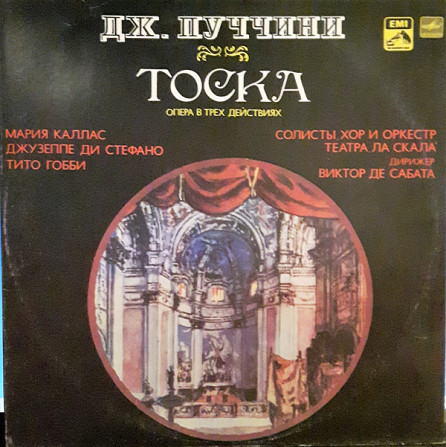 ДЖ. ПУЧЧИНИ
EMI
ТОСКА
ОПЕРА В ТРЕХ ДЕЙСТВИЯХ
МАРИЯ КАЛЛАС
ДЖУЗЕППЕ ДИ СТЕФАНО
ТИТО ГОББИ
СОЛИСТЫ, ХОР И ОРКЕСТР
ТЕАТРА „ЛА СКАЛА“
ДИРИЖЕР
ВИКТОР ДЕ САБАТА